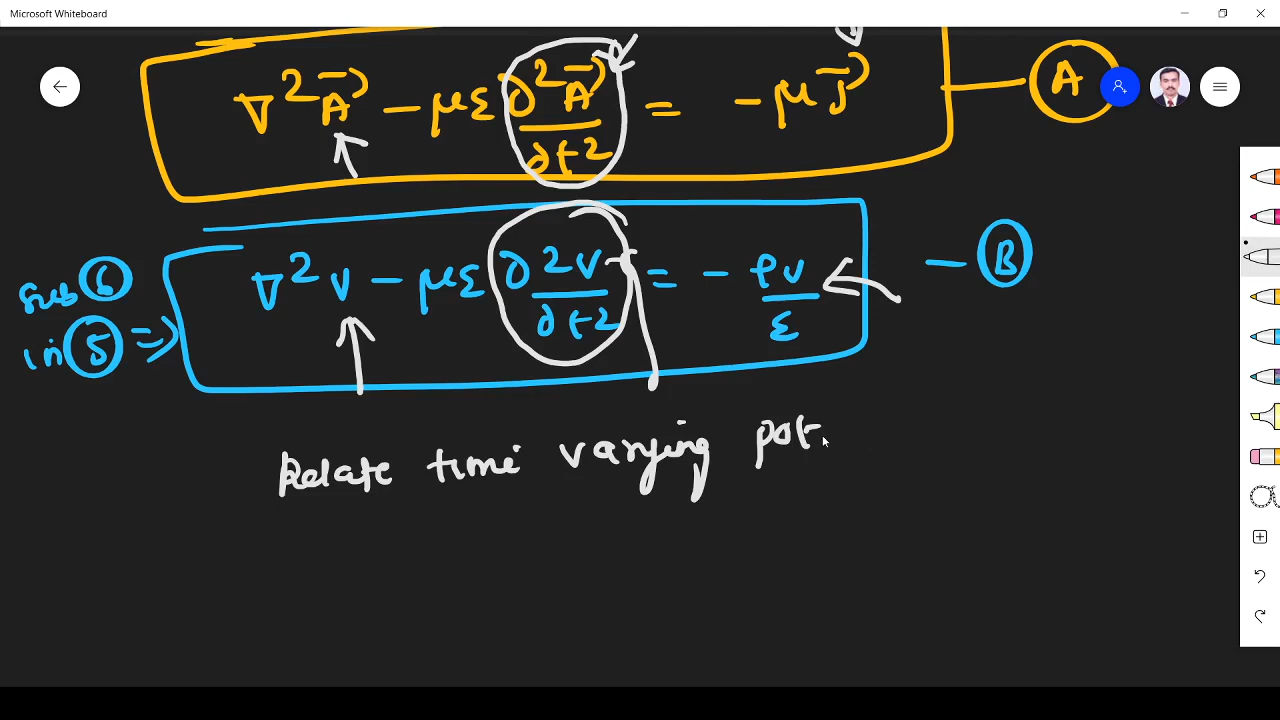 Microsoft Whiteboard
∇²A⃗ − με ∂²A⃗/∂t² = − μJ⃗ — A
sub 6 in 5 ⇒ ∇²V − με ∂²V/∂t² = − ρv/ε — B
Relate time varying pot